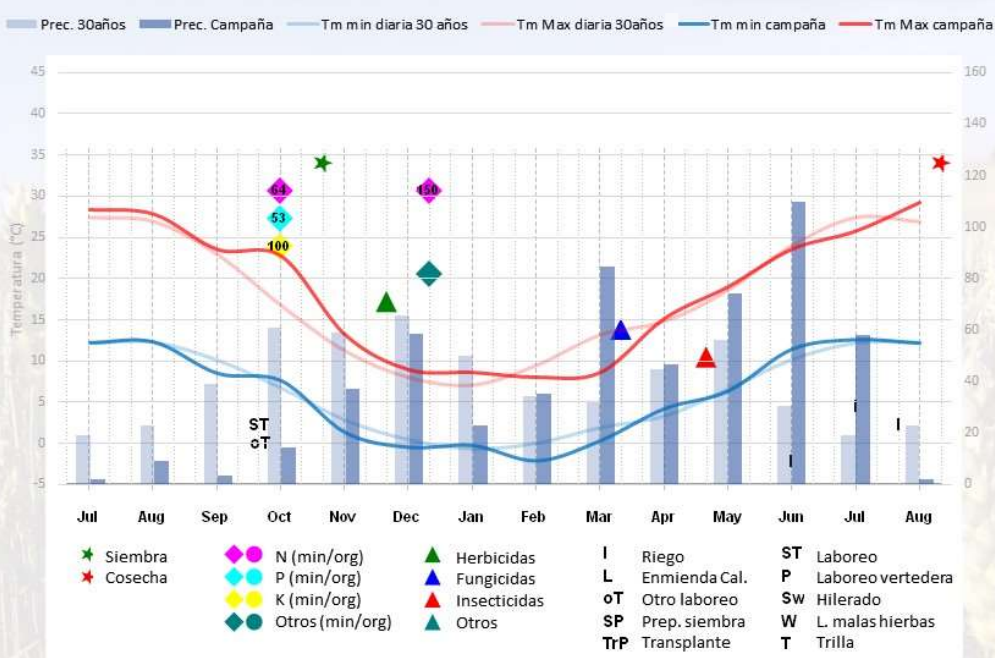 Prec. 30años Prec. Campaña Tm min diaria 30 años Tm Max diaria 30años Tm min campaña Tm Max campaña
45 160
40 140
35 120
30 100
25 80
20 60
15 40
10 20
5 0
0
-5
Temperatura (°C)
64 150
53
100
ST
oT
I
i
I
Jul Aug Sep Oct Nov Dec Jan Feb Mar Apr May Jun Jul Aug
Siembra N (min/org) Herbicidas I Riego ST Laboreo
Cosecha P (min/org) Fungicidas L Enmienda Cal. P Laboreo vertedera
K (min/org) Insecticidas oT Otro laboreo Sw Hilerado
Otros (min/org) Otros SP Prep. siembra W L. malas hierbas
TrP Transplante T Trilla